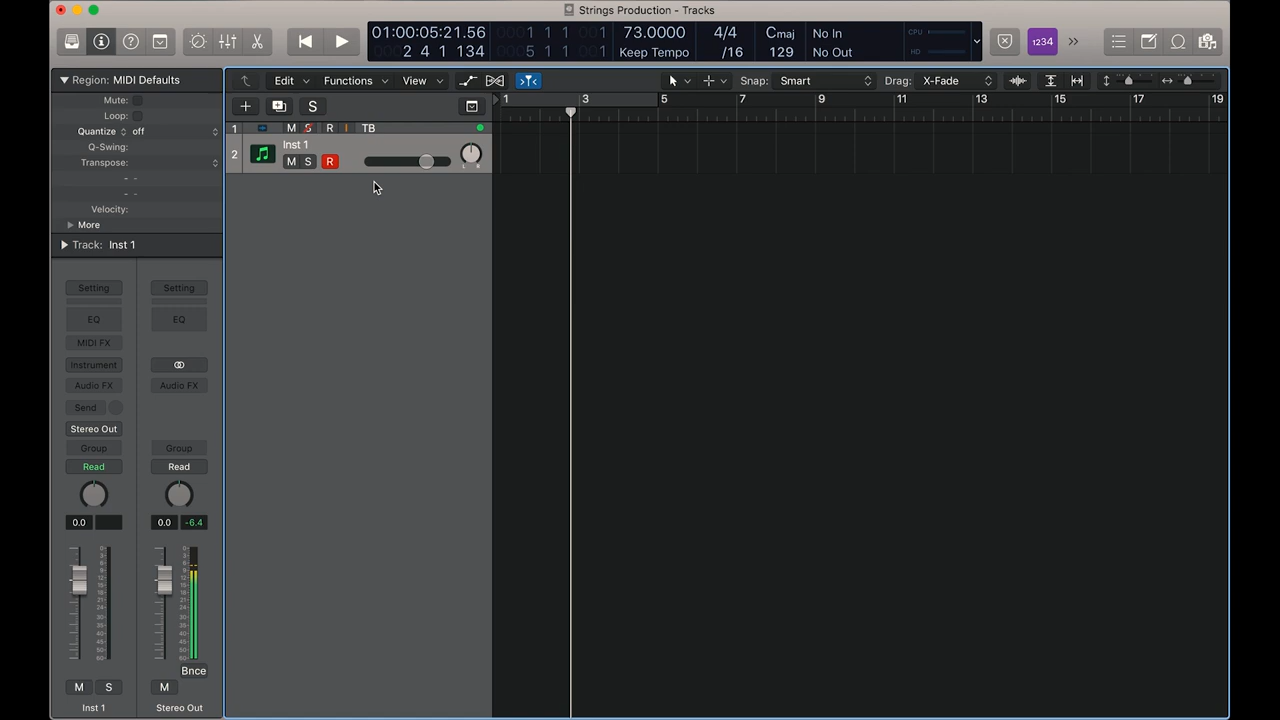 Strings Production - Tracks
01:00:05:21.56
2 4 1 134
1 1 1 001
5 1 1 001
73.0000
Keep Tempo
4/4
/16
Cmaj
129
No In
No Out
CPU
HD
1234
Region: MIDI Defaults
Mute:
Loop:
Quantize off
Q-Swing:
Transpose:
Velocity:
More
Track: Inst 1
Edit Functions View Snap: Smart Drag: X-Fade
S
1 3 5 7 9 11 13 15 17 19
1 M S R I TB
2 Inst 1
M S R
L R
Setting Setting
EQ EQ
MIDI FX
Instrument
Audio FX Audio FX
Send
Stereo Out
Group Group
Read Read
0.0 0.0 -6.4
Bnce
M S M
Inst 1 Stereo Out